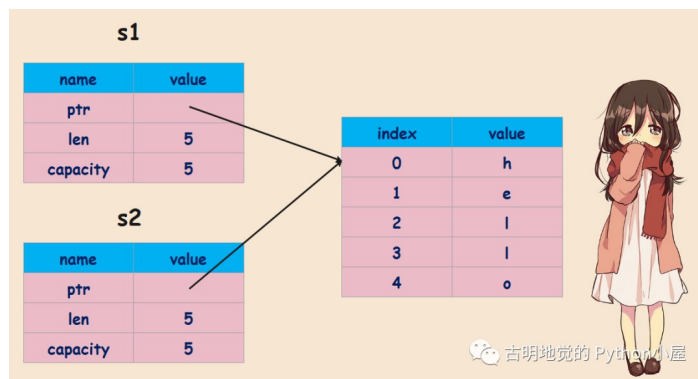 s1
name value
ptr
len 5
capacity 5
s2
name value
ptr
len 5
capacity 5
index value
0 h
1 e
2 l
3 l
4 o
古明地觉的 Python小屋